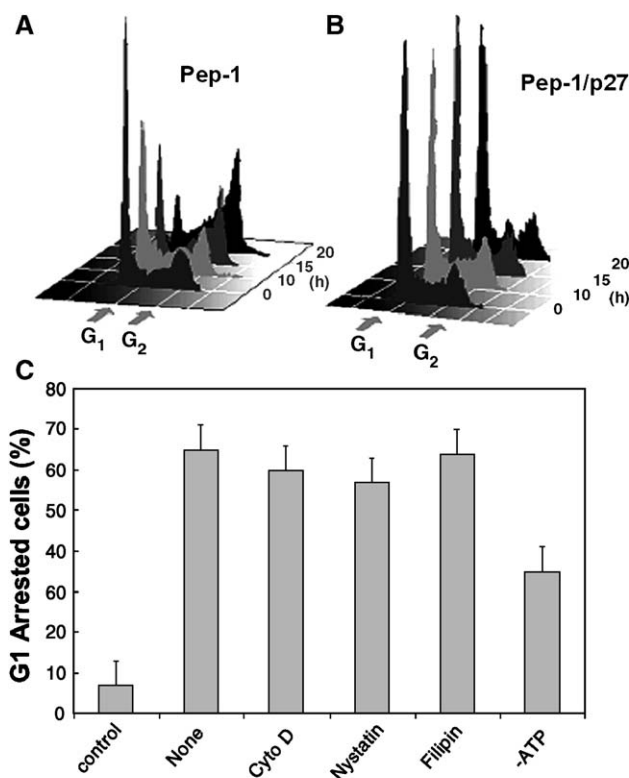 A
Pep-1
20
15
10
(h)
0
G1
G2
B
Pep-1/p27
20
15
10
(h)
0
G1
G2
C
G1 Arrested cells (%)
80
70
60
50
40
60
20
10
0
control
None
Cyto D
Nystatin
Filipin
-ATP